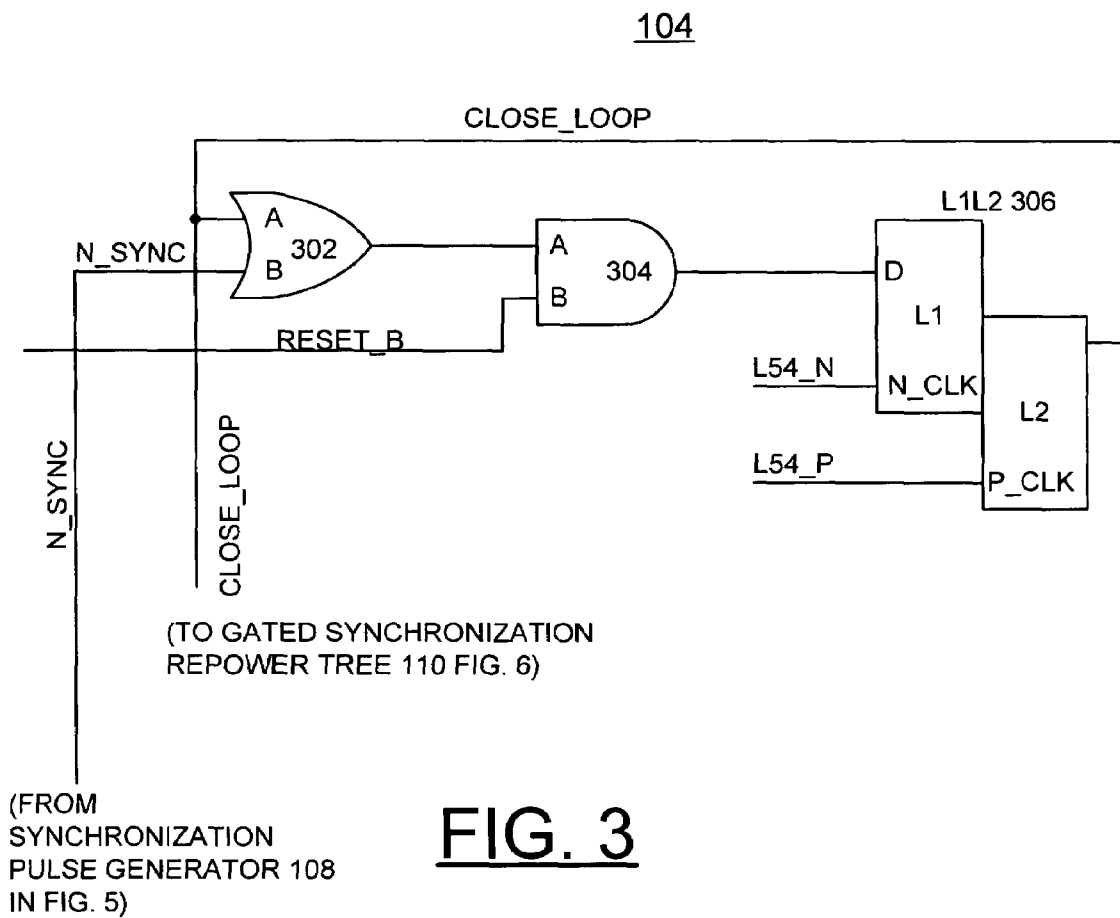 104
CLOSE_LOOP
L1L2 306
A
302
N_SYNC
B
A
304
B
D
L1
RESET_B
L54_N
N_CLK
L2
L54_P
P_CLK
N_SYNC
CLOSE_LOOP
(TO GATED SYNCHRONIZATION
REPOWER TREE 110 FIG. 6)
(FROM
SYNCHRONIZATION
PULSE GENERATOR 108
IN FIG. 5)
FIG. 3